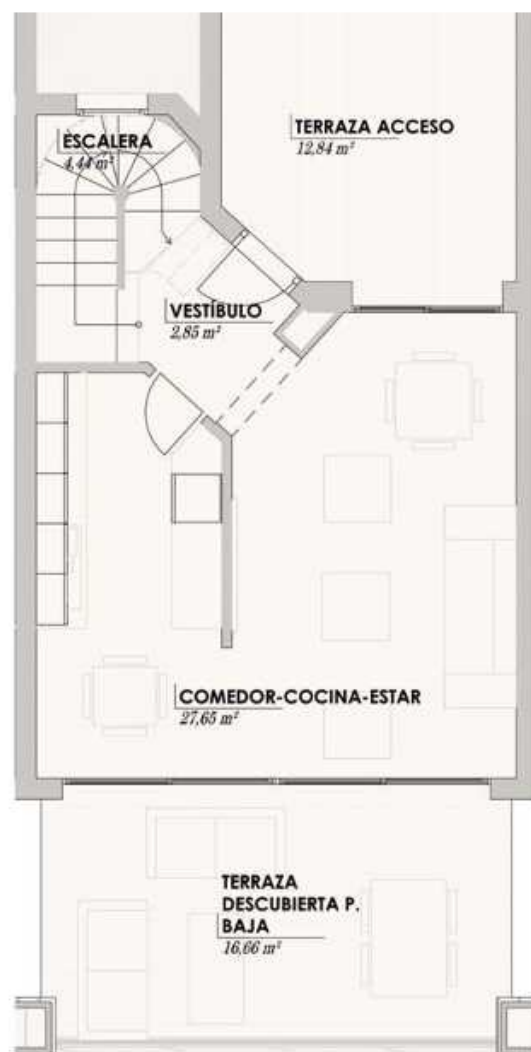 ESCALERA
4,44 m²
TERRAZA ACCESO
12,84 m²
VESTÍBULO
2,85 m²
COMEDOR-COCINA-ESTAR
27,65 m²
TERRAZA
DESCUBIERTA P.
BAJA
16,66 m²